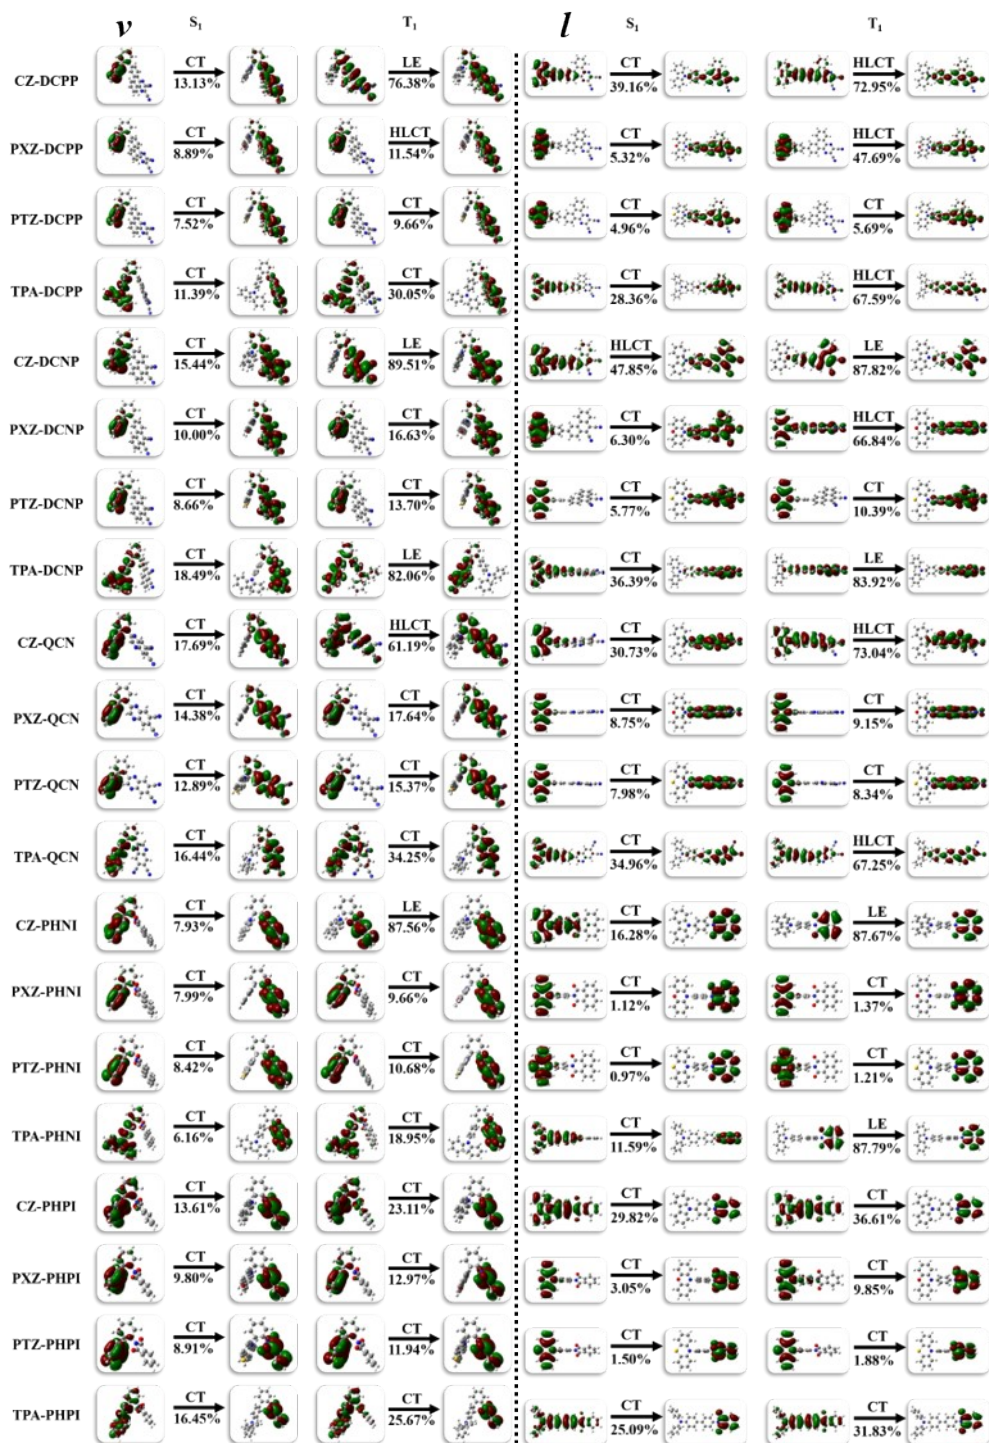 v S₁ T₁ l S₁ T₁
CZ-DCPP CT 13.13% LE 76.38% CT 39.16% HLCT 72.95%
PXZ-DCPP CT 8.89% HLCT 11.54% CT 5.32% HLCT 47.69%
PTZ-DCPP CT 7.52% CT 9.66% CT 4.96% CT 5.69%
TPA-DCPP CT 11.39% CT 30.05% CT 28.36% HLCT 67.59%
CZ-DCNP CT 15.44% LE 89.51% HLCT 47.85% LE 87.82%
PXZ-DCNP CT 10.00% CT 16.63% CT 6.30% HLCT 66.84%
PTZ-DCNP CT 8.66% CT 13.70% CT 5.77% CT 10.39%
TPA-DCNP CT 18.49% LE 82.06% CT 36.39% LE 83.92%
CZ-QCN CT 17.69% HLCT 61.19% CT 30.73% HLCT 73.04%
PXZ-QCN CT 14.38% CT 17.64% CT 8.75% CT 9.15%
PTZ-QCN CT 12.89% CT 15.37% CT 7.98% CT 8.34%
TPA-QCN CT 16.44% CT 34.25% CT 34.96% HLCT 67.25%
CZ-PHNI CT 7.93% LE 87.56% CT 16.28% LE 87.67%
PXZ-PHNI CT 7.99% CT 9.66% CT 1.12% CT 1.37%
PTZ-PHNI CT 8.42% CT 10.68% CT 0.97% CT 1.21%
TPA-PHNI CT 6.16% CT 18.95% CT 11.59% LE 87.79%
CZ-PHPI CT 13.61% CT 23.11% CT 29.82% CT 36.61%
PXZ-PHPI CT 9.80% CT 12.97% CT 3.05% CT 9.85%
PTZ-PHPI CT 8.91% CT 11.94% CT 1.50% CT 1.88%
TPA-PHPI CT 16.45% CT 25.67% CT 25.09% CT 31.83%